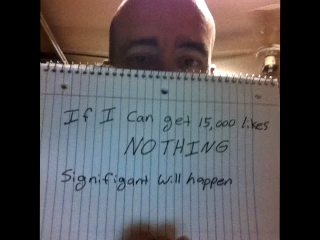 If I can get 15,000 likes
NOTHING
Signifigant will happen